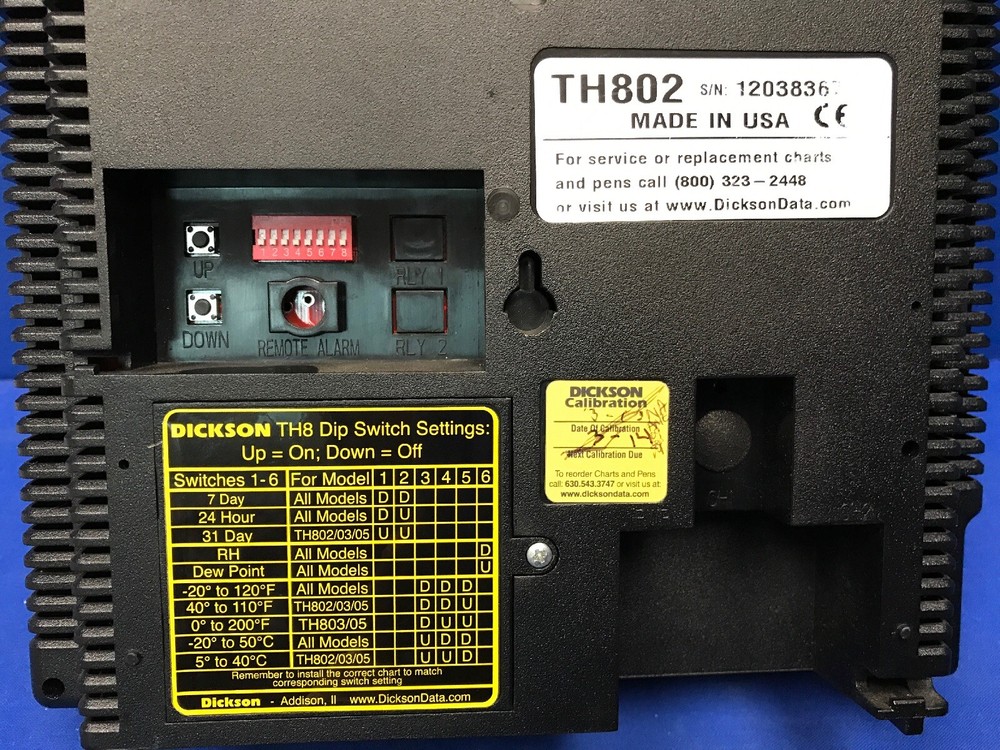 TH802 S/N: 1203836
MADE IN USA CE
For service or replacement charts
and pens call (800) 323-2448
or visit us at www.DicksonData.com
1 2 3 4 5 6 7 8
UP
RLY 1
DOWN
REMOTE ALARM
RLY 2
DICKSON
Calibration
Date Of Calibration
3-14
Next Calibration Due
To reorder Charts and Pens
call: 630.543.3747 or visit us at:
www.dicksondata.com
DICKSON TH8 Dip Switch Settings:
Up = On; Down = Off
Switches 1-6 For Model 1 2 3 4 5 6
7 Day All Models D D
24 Hour All Models D U
31 Day TH802/03/05 U U
RH All Models D
Dew Point All Models U
-20° to 120°F All Models D D D
40° to 110°F TH802/03/05 D D U
0° to 200°F TH803/05 D U U
-20° to 50°C All Models U D D
5° to 40°C TH802/03/05 U U D
Remember to install the correct chart to match
corresponding switch setting
Dickson - Addison, Il www.DicksonData.com